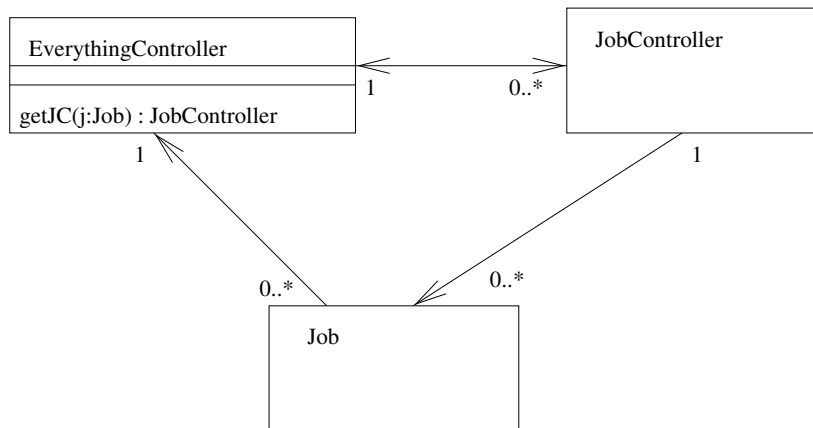 EverythingController
JobController
1
0..*
getJC(j:Job) : JobController
1
1
0..*
0..*
Job